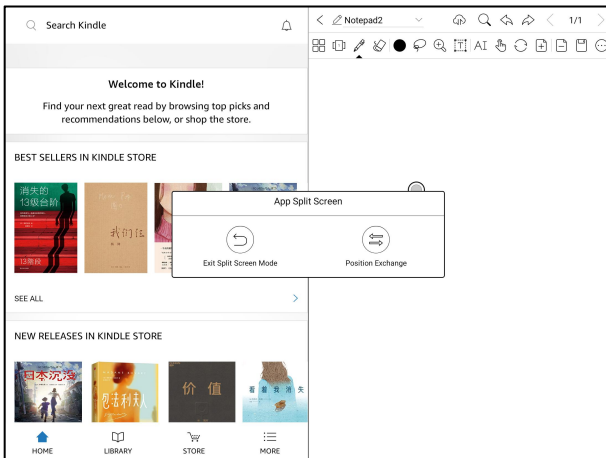 Search Kindle
Welcome to Kindle!
Find your next great read by browsing top picks and
recommendations below, or shop the store.
BEST SELLERS IN KINDLE STORE
消失的
13级台阶
13階段
我们
SEE ALL
NEW RELEASES IN KINDLE STORE
日本沉没
包法利夫人
价值
看着我消失
HOME
LIBRARY
STORE
MORE
Notepad2
1/1
T
AI
App Split Screen
Exit Split Screen Mode
Position Exchange